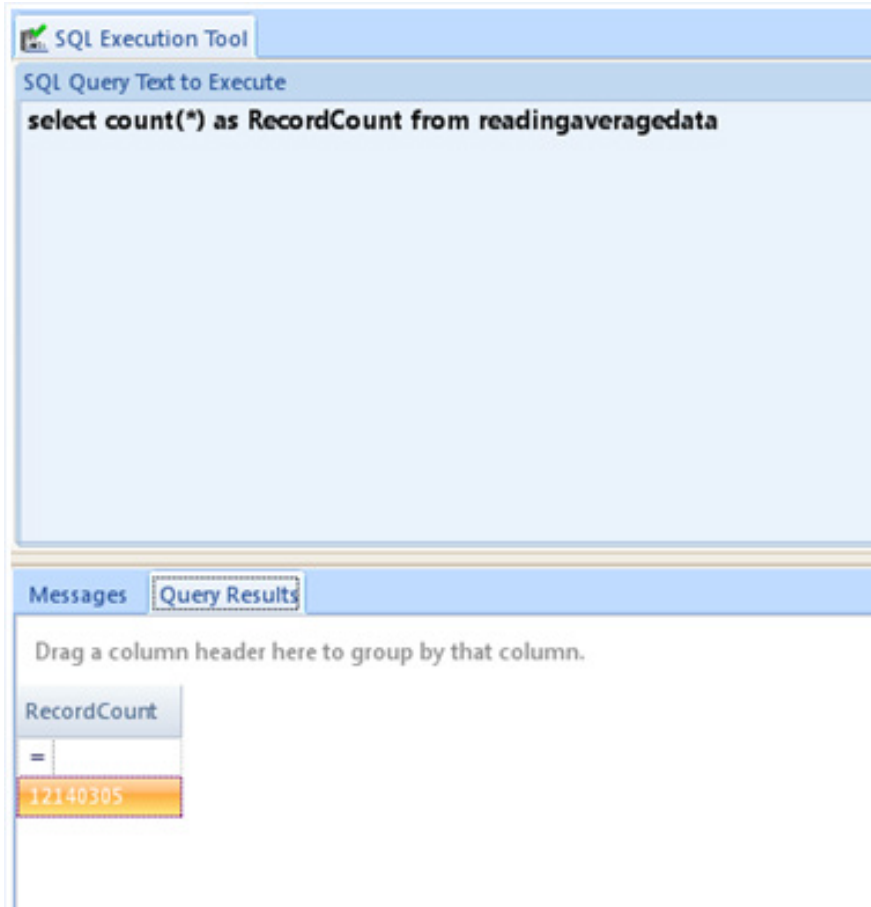 SQL Execution Tool
SQL Query Text to Execute
select count(*) as RecordCount from readingaveragedata
Messages Query Results
Drag a column header here to group by that column.
RecordCount
=
12140305